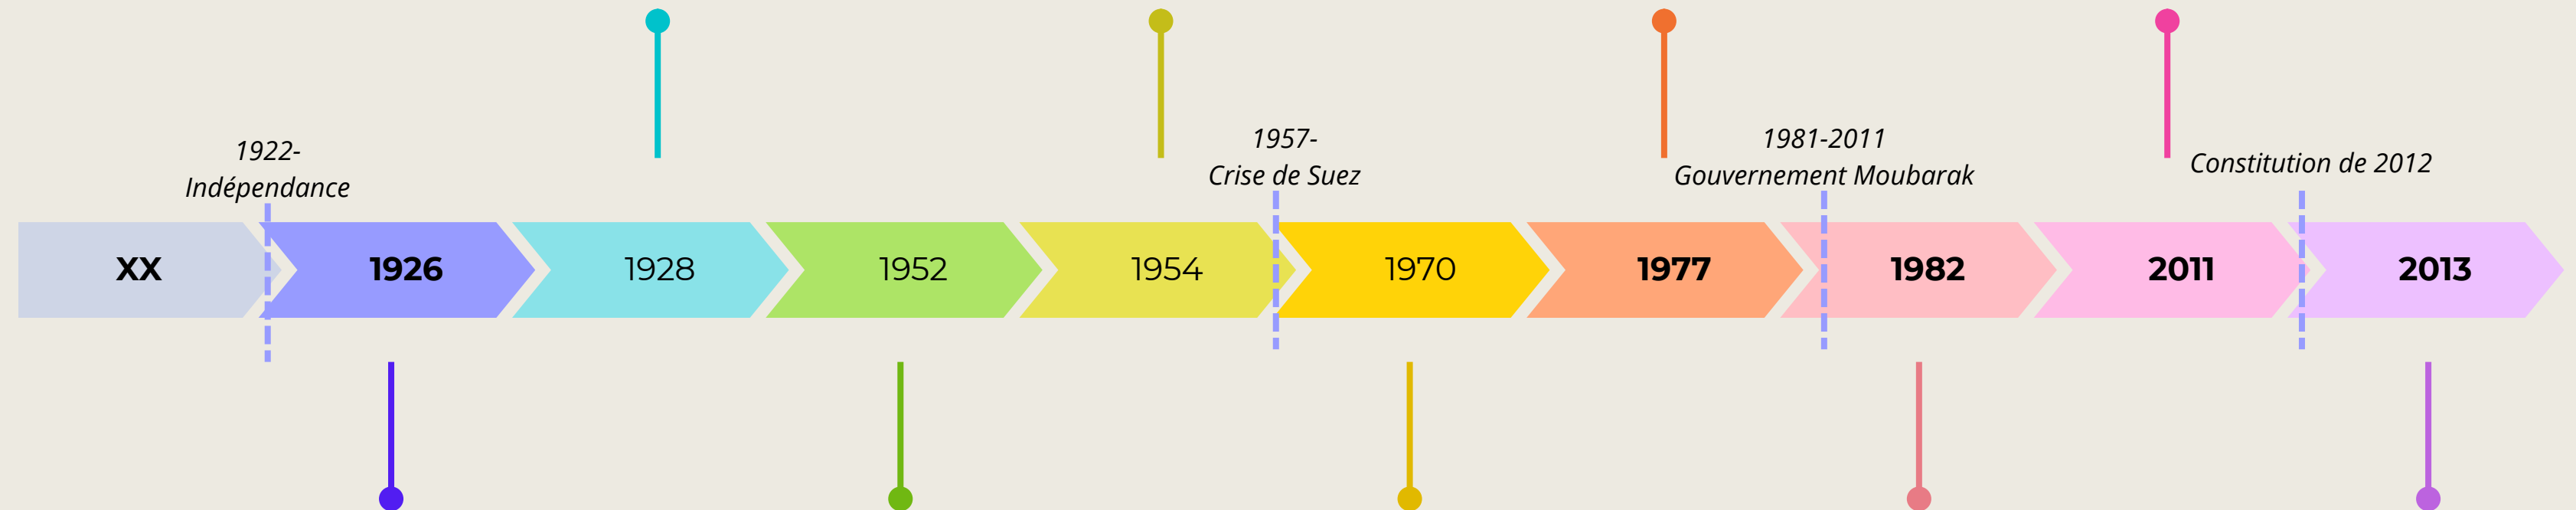 1922-
Indépendance
1957-
Crise de Suez
1981-2011
Gouvernement Moubarak
Constitution de 2012
XX
1926
1928
1952
1954
1970
1977
1982
2011
2013